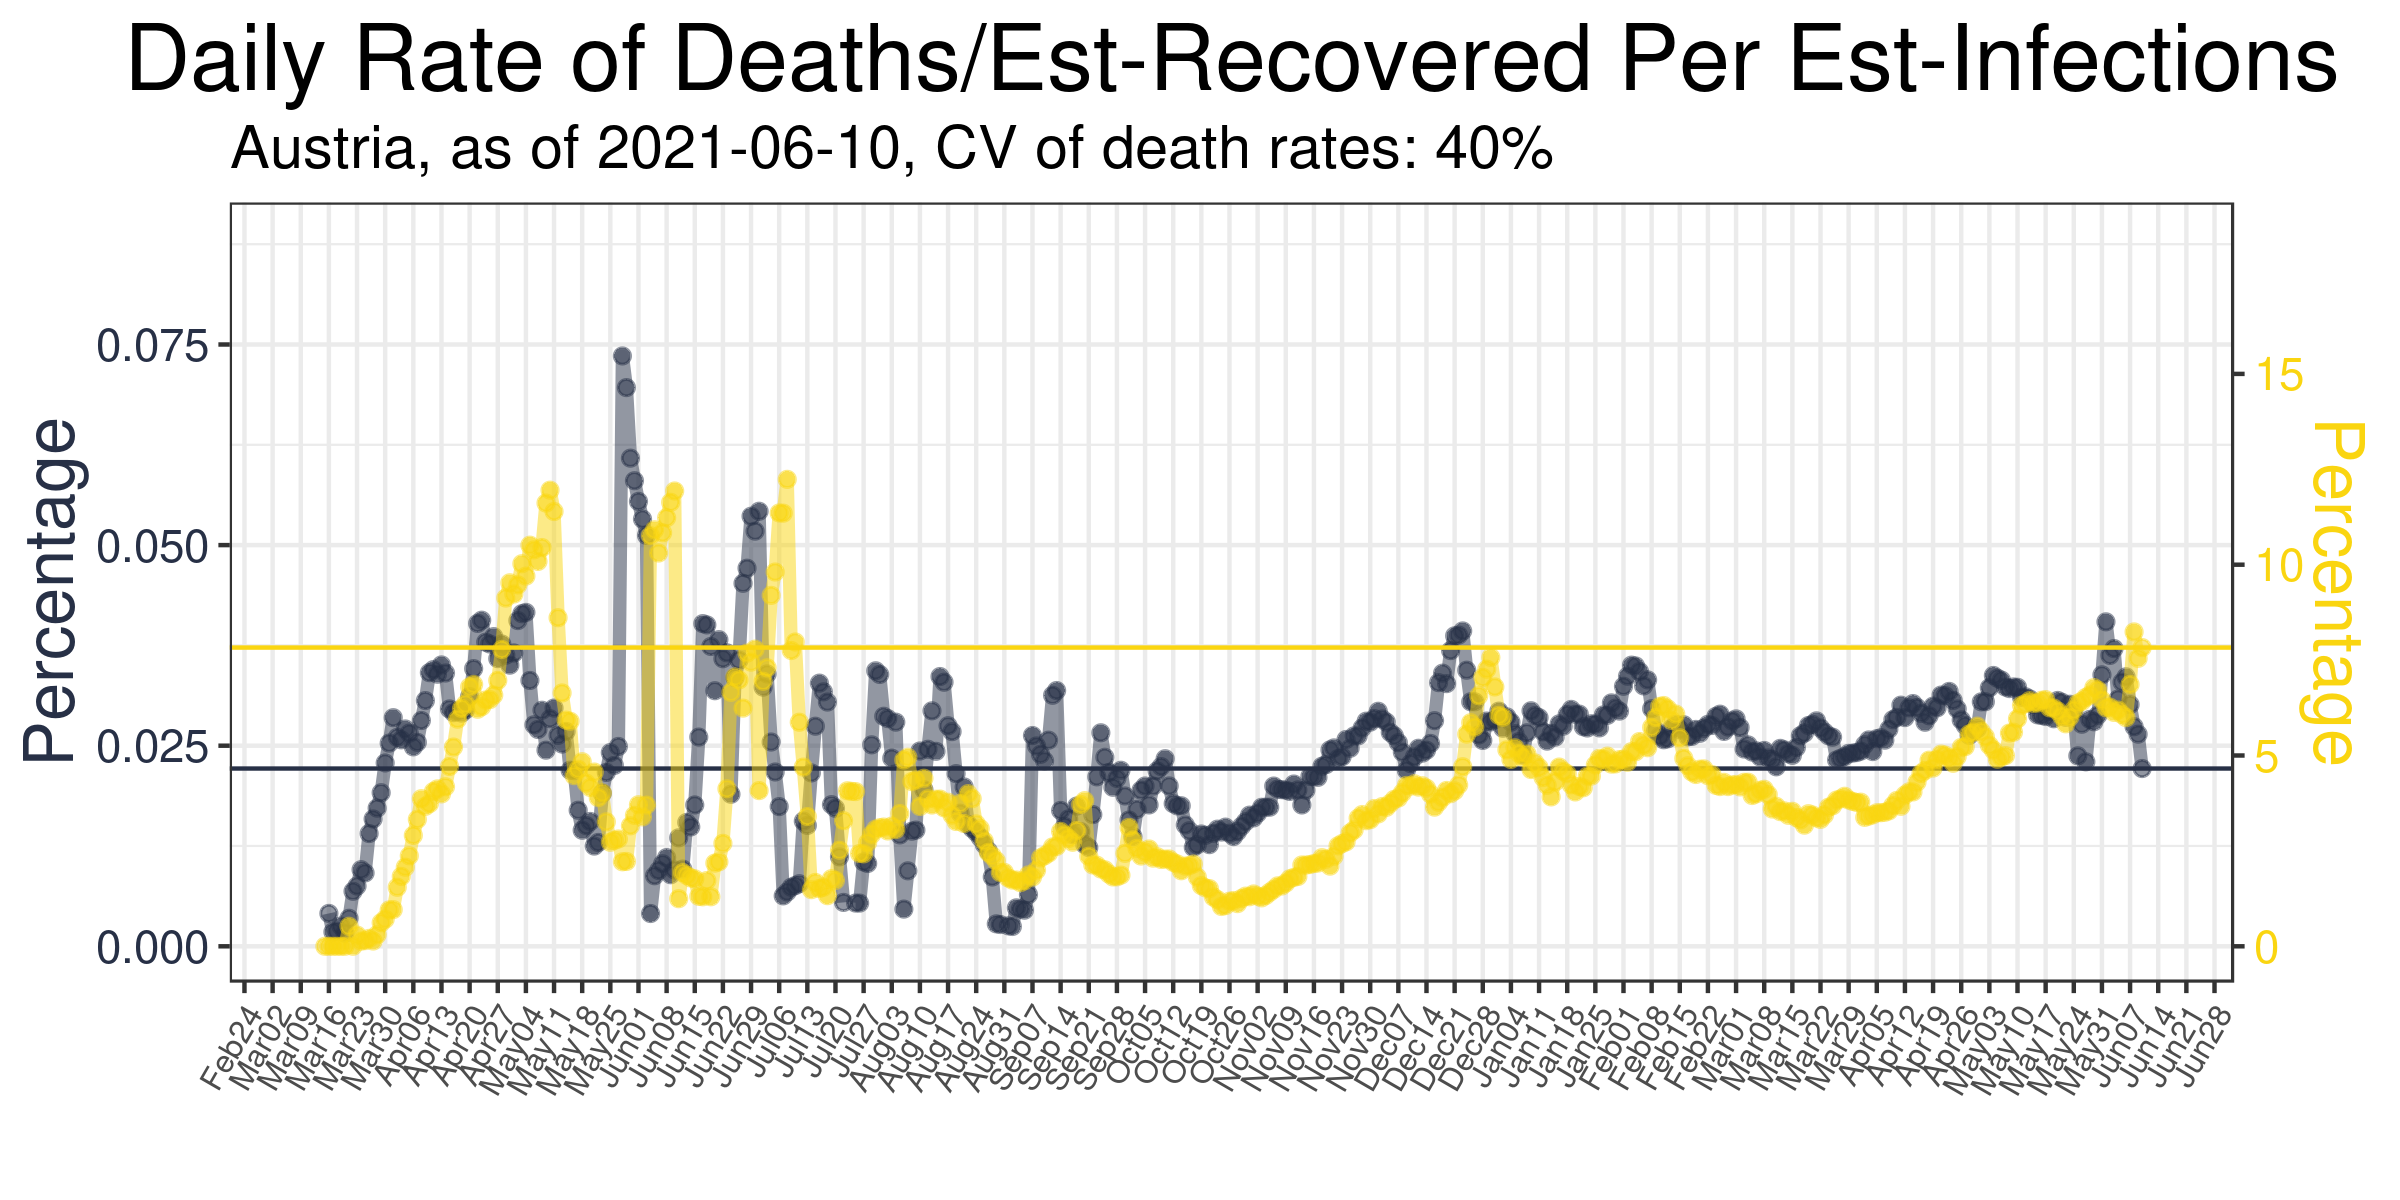 Daily Rate of Deaths/Est-Recovered Per Est-Infections
Austria, as of 2021-06-10, CV of death rates: 40%
Percentage
0.075
0.050
0.025
0.000
15
10
5
0
Percentage
Feb24
Mar02
Mar09
Mar16
Mar23
Mar30
Apr06
Apr13
Apr20
Apr27
May04
May11
May18
May25
Jun01
Jun08
Jun15
Jun22
Jun29
Jul06
Jul13
Jul20
Jul27
Aug03
Aug10
Aug17
Aug24
Aug31
Sep07
Sep14
Sep21
Sep28
Oct05
Oct12
Oct19
Oct26
Nov02
Nov09
Nov16
Nov23
Nov30
Dec07
Dec14
Dec21
Dec28
Jan04
Jan11
Jan18
Jan25
Feb01
Feb08
Feb15
Feb22
Mar01
Mar08
Mar15
Mar22
Mar29
Apr05
Apr12
Apr19
Apr26
May03
May10
May17
May24
May31
Jun07
Jun14
Jun21
Jun28